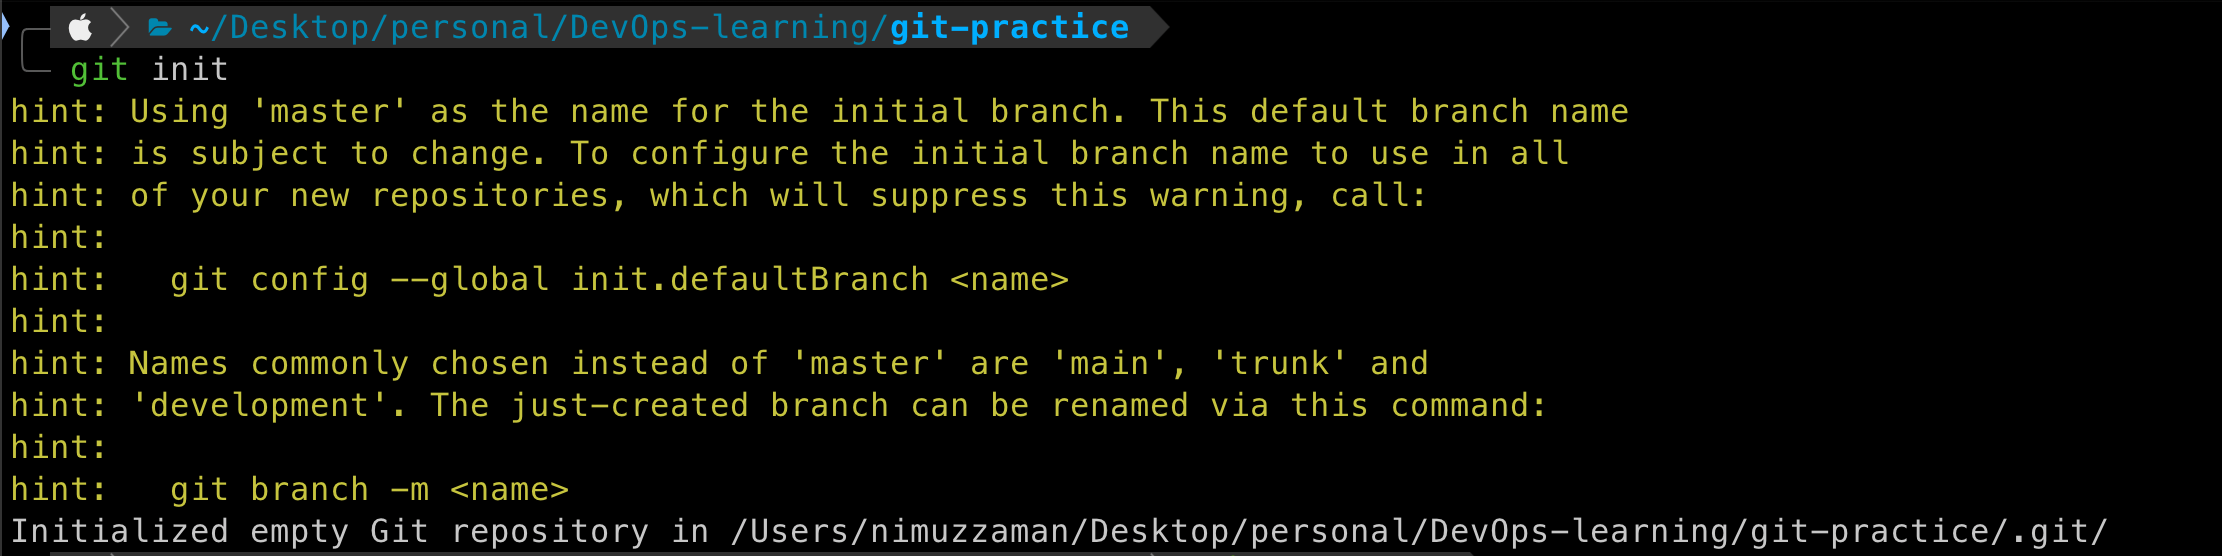 ~/Desktop/personal/DevOps-learning/git-practice
git init
hint: Using 'master' as the name for the initial branch. This default branch name
hint: is subject to change. To configure the initial branch name to use in all
hint: of your new repositories, which will suppress this warning, call:
hint:
hint:   git config --global init.defaultBranch <name>
hint:
hint: Names commonly chosen instead of 'master' are 'main', 'trunk' and
hint: 'development'. The just-created branch can be renamed via this command:
hint:
hint:   git branch -m <name>
Initialized empty Git repository in /Users/nimuzzaman/Desktop/personal/DevOps-learning/git-practice/.git/